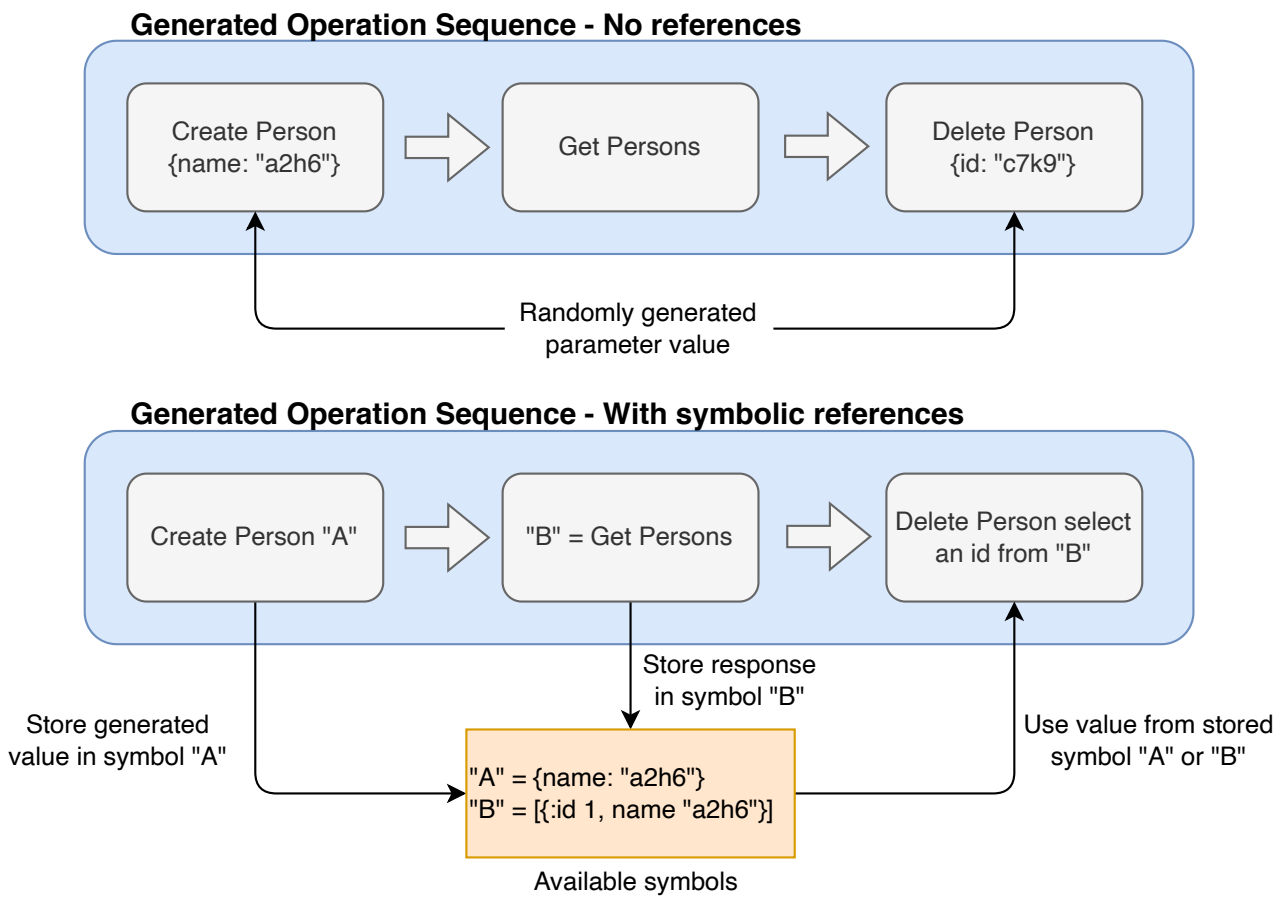 Generated Operation Sequence - No references
Create Person
{name: "a2h6"}
Get Persons
Delete Person
{id: "c7k9"}
Randomly generated
parameter value
Generated Operation Sequence - With symbolic references
Create Person "A"
"B" = Get Persons
Delete Person select
an id from "B"
Store generated
value in symbol "A"
Store response
in symbol "B"
Use value from stored
symbol "A" or "B"
"A" = {name: "a2h6"}
"B" = [{:id 1, name "a2h6"}]
Available symbols